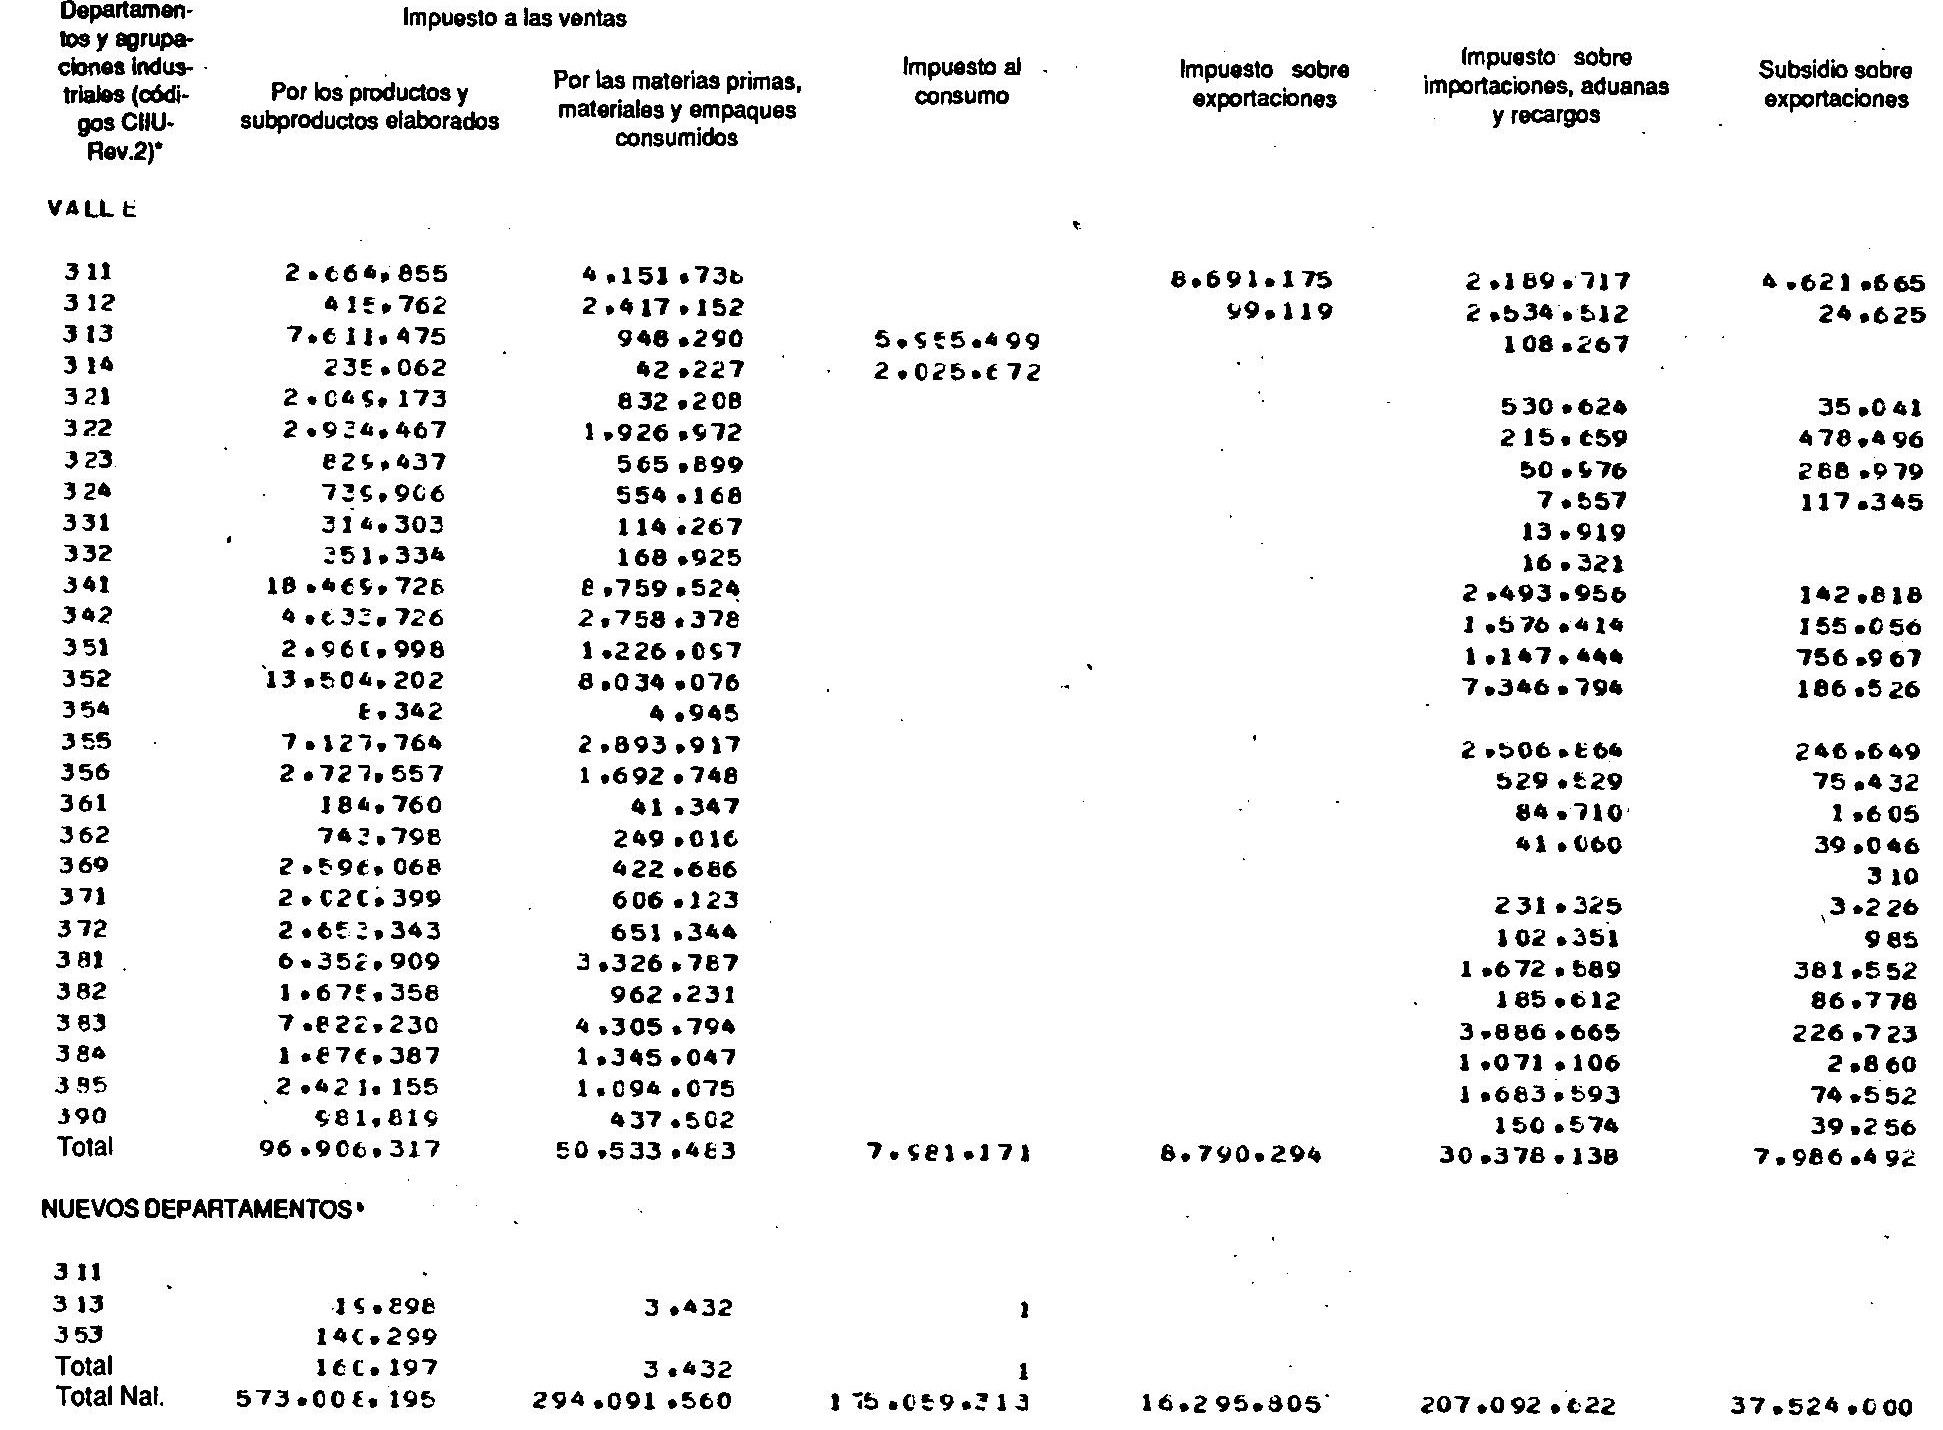 Departamen-
tos y agrupa-
ciones indus-
triales (códi-
gos CIIU-
Rev.2)*
Impuesto a las ventas
Por los productos y
subproductos elaborados
Por las materias primas,
materiales y empaques
consumidos
Impuesto al
consumo
Impuesto sobre
exportaciones
Impuesto sobre
importaciones, aduanas
y recargos
Subsidio sobre
exportaciones
VALLE
311 2.664.855 4.151.736 8.691.175 2.189.717 4.621.665
312 415.762 2.417.152 99.119 2.534.512 24.625
313 7.611.475 948.290 5.955.499 108.267
314 235.062 42.227 2.025.672
321 2.049.173 832.208 530.624 35.041
322 2.934.467 1.926.972 215.659 478.496
323 829.437 565.899 50.976 288.979
324 739.906 554.168 7.557 117.345
331 314.303 114.267 13.919
332 351.334 168.925 16.321
341 18.469.728 8.759.524 2.493.956 142.818
342 4.633.726 2.758.378 1.576.414 155.056
351 2.960.998 1.226.097 1.147.444 756.967
352 13.504.202 8.034.076 7.346.794 186.526
354 8.342 4.945
355 7.127.764 2.893.917 2.506.864 246.649
356 2.727.557 1.692.748 529.529 75.432
361 184.760 41.347 84.710 1.605
362 743.798 249.016 41.060 39.046
369 2.596.068 422.686 310
371 2.020.399 606.123 231.325 3.226
372 2.653.343 651.344 102.351 985
381 6.352.909 3.326.787 1.672.589 381.552
382 1.675.358 962.231 185.612 86.778
383 7.822.230 4.305.794 3.886.665 226.723
384 1.876.387 1.345.047 1.071.106 2.860
385 2.421.155 1.094.075 1.683.593 74.552
390 981.819 437.502 150.574 39.256
Total 96.906.317 50.533.483 7.981.171 8.790.294 30.378.138 7.986.492
NUEVOS DEPARTAMENTOS
311
313 19.898 3.432 1
353 140.299
Total 160.197 3.432 1
Total Nal. 573.008.195 294.091.560 16.295.805 207.092.622 37.524.000